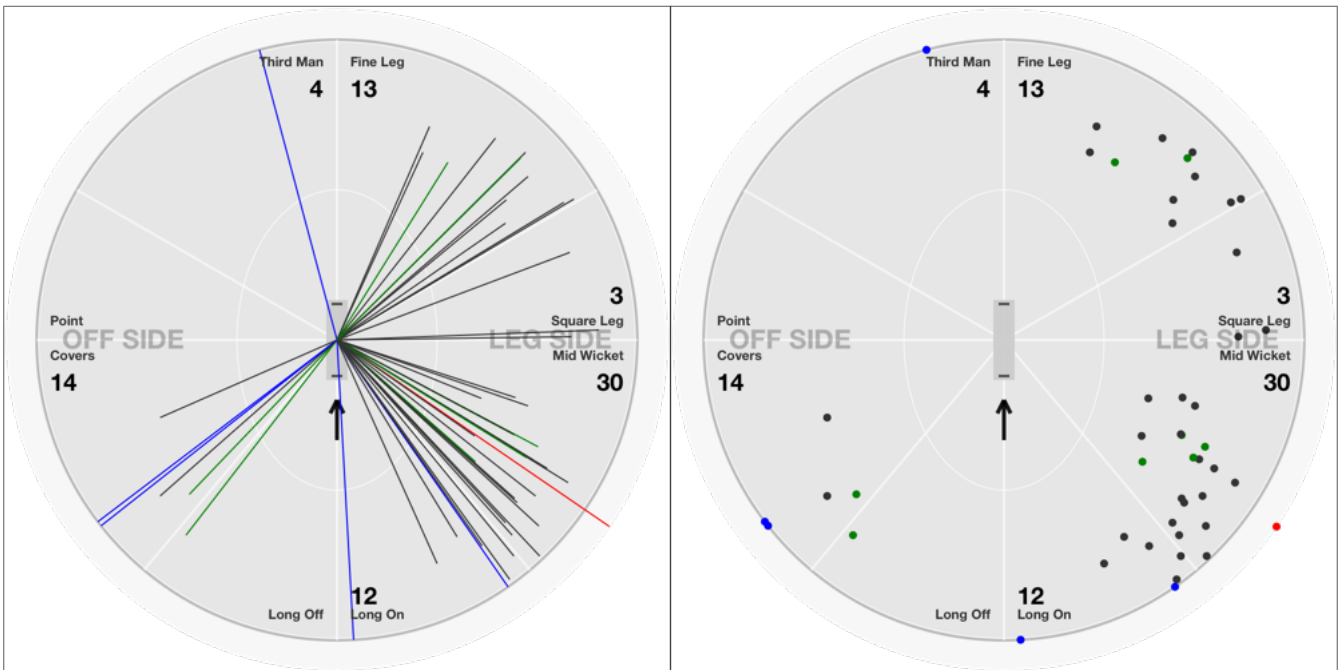 Third Man
4
Fine Leg
13
3
Point
OFF SIDE
Square Leg
LEG SIDE
Covers
14
Mid Wicket
30
12
Long Off
Long On
Third Man
4
Fine Leg
13
3
Point
OFF SIDE
Square Leg
LEG SIDE
Covers
14
Mid Wicket
30
12
Long Off
Long On